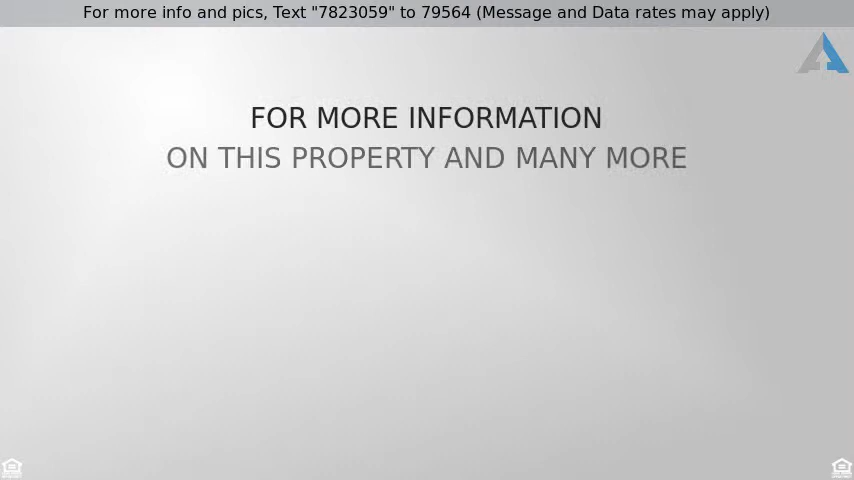 For more info and pics, Text "7823059" to 79564 (Message and Data rates may apply)
FOR MORE INFORMATION
ON THIS PROPERTY AND MANY MORE